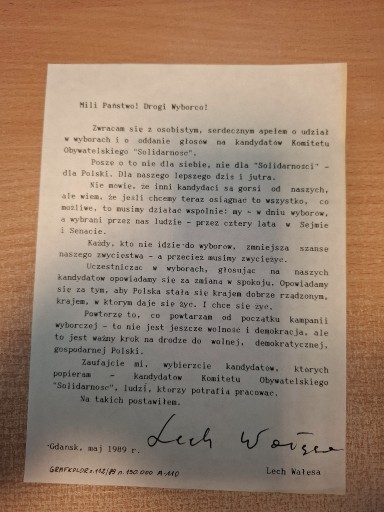 Mili Państwo! Drogi Wyborco!
Zwracam się z osobistym, serdecznym apelem o udział
w wyborach i o oddanie głosów na kandydatów Komitetu
Obywatelskiego "Solidarność".
Proszę o to nie dla siebie, nie dla "Solidarności" -
dla Polski. Dla naszego lepszego dziś i jutra.
Nie mówię, że inni kandydaci są gorsi od naszych,
ale wiem, że jeśli chcemy teraz osiągnąć to wszystko, co
możliwe, to musimy działać wspólnie: my - w dniu wyborów,
a wybrani przez nas ludzie - przez cztery lata w Sejmie
i Senacie.
Każdy, kto nie idzie do wyborów, zmniejsza szansę
naszego zwycięstwa - a przecież musimy zwyciężyć.
Uczestnicząc w wyborach, głosując na naszych
kandydatów opowiadamy się za zmianą w spokoju. Opowiadamy
się za tym, aby Polska stała się krajem dobrze rządzonym,
krajem, w którym daje się żyć. I chce się żyć.
Powtórzę to, co powtarzam od początku kampanii
wyborczej - to nie jest jeszcze wolność i demokracja, ale
to jest ważny krok na drodze do wolnej, demokratycznej,
gospodarnej Polski.
Zaufajcie mi, wybierzcie kandydatów, których
popieram - kandydatów Komitetu Obywatelskiego
"Solidarność", ludzi, którzy potrafią pracować.
Na takich postawiłem.
Lech Wałęsa
Gdańsk, maj 1989 r.
Lech Wałęsa
GRAFKOLOR z. 112/89 n. 150.000 A-110